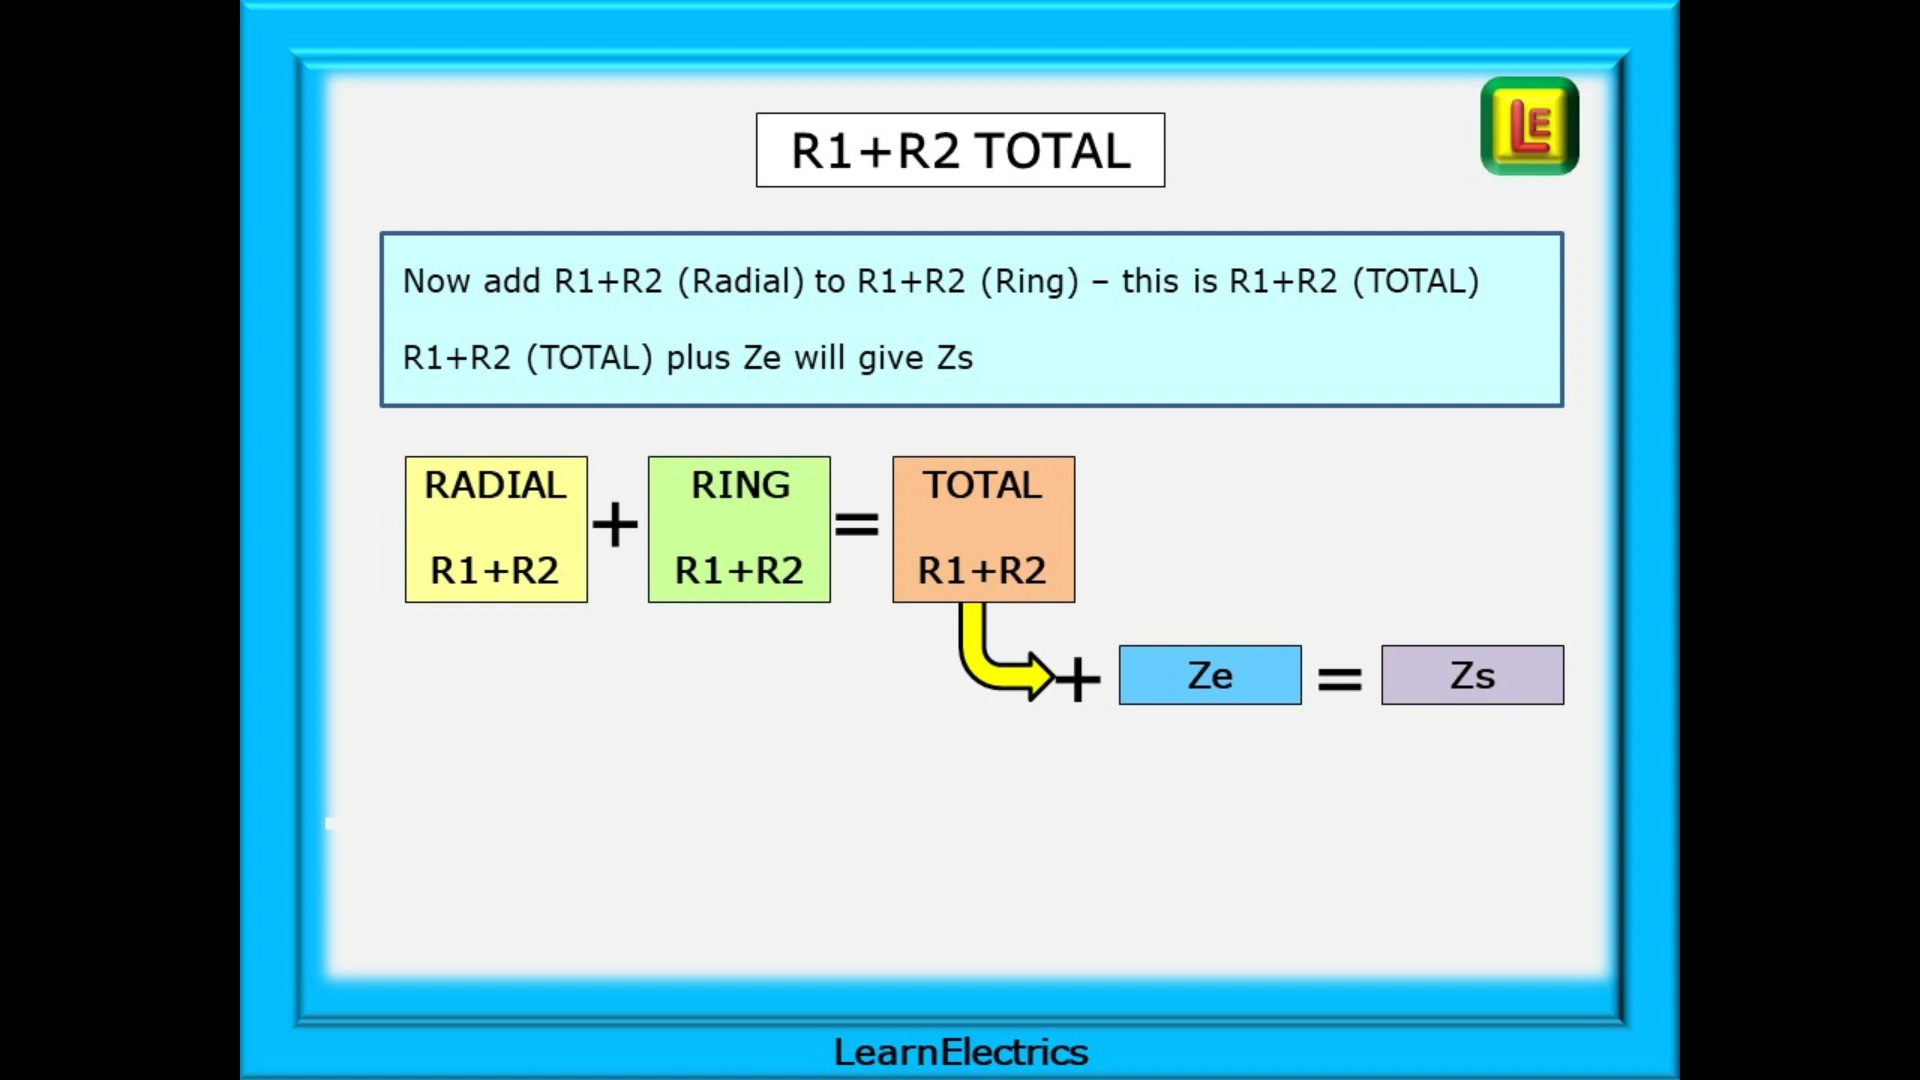 LE
R1+R2 TOTAL
Now add R1+R2 (Radial) to R1+R2 (Ring) – this is R1+R2 (TOTAL)
R1+R2 (TOTAL) plus Ze will give Zs
RADIAL + RING = TOTAL
R1+R2 R1+R2 R1+R2
+ Ze = Zs
LearnElectrics